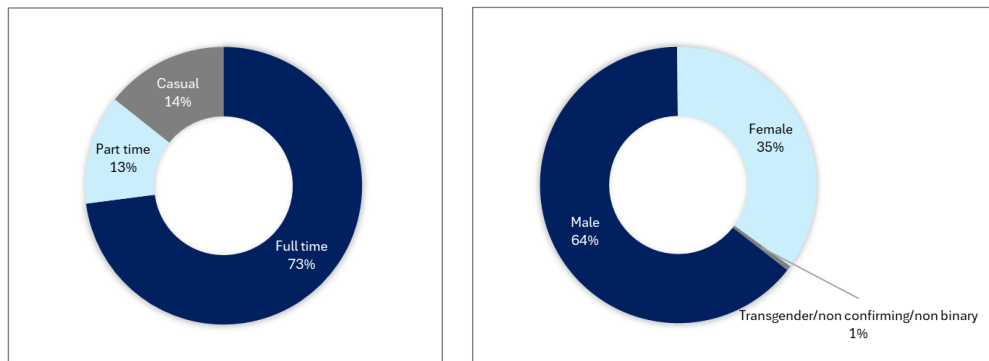 Casual
14%
Part time
13%
Full time
73%
Female
35%
Male
64%
Transgender/non confirming/non binary
1%